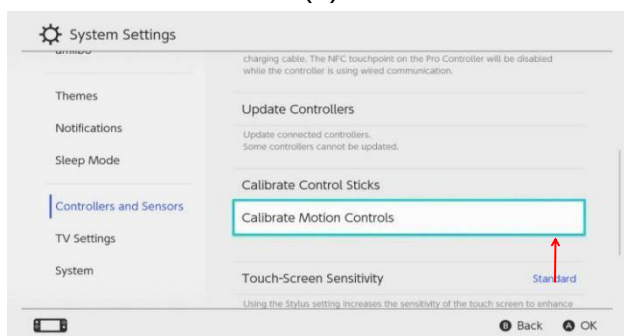 System Settings
amiibo
Themes
Notifications
Sleep Mode
Controllers and Sensors
TV Settings
System
charging cable. The NFC touchpoint on the Pro Controller will be disabled
while the controller is using wired communication.
Update Controllers
Update connected controllers.
Some controllers cannot be updated.
Calibrate Control Sticks
Calibrate Motion Controls
Touch-Screen Sensitivity Standard
Using the Stylus setting increases the sensitivity of the touch screen to enhance
B Back A OK